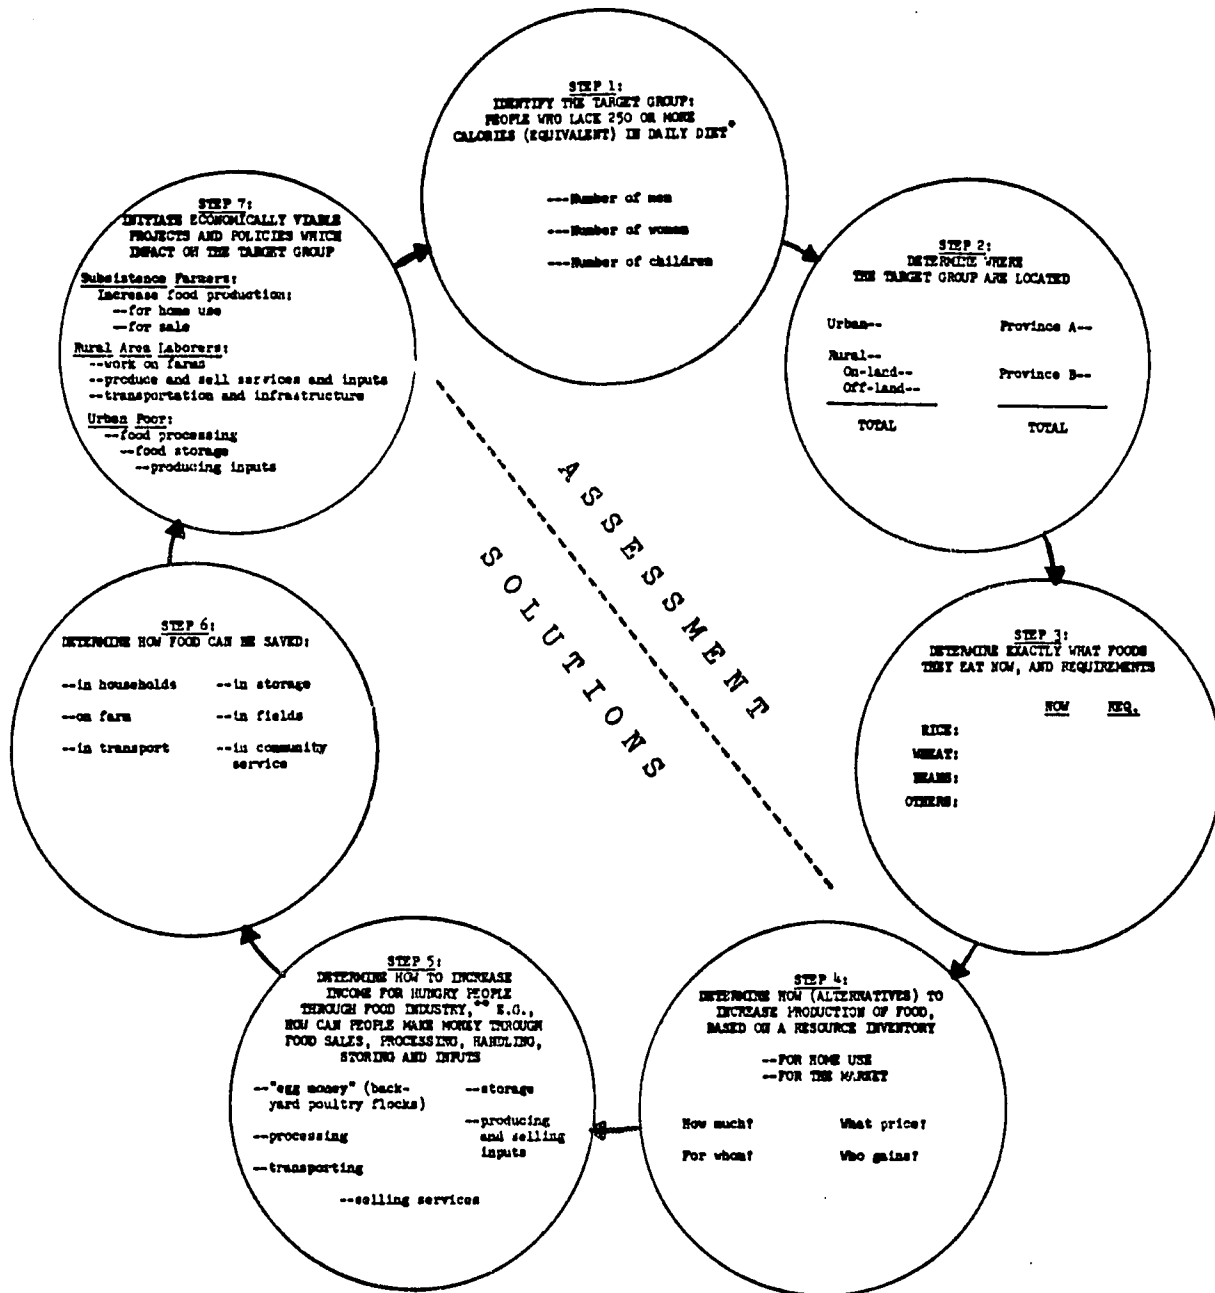 STEP 1:
IDENTIFY THE TARGET GROUP:
PEOPLE WHO LACK 250 OR MORE
CALORIES (EQUIVALENT) IN DAILY DIET*
---Number of men
---Number of women
---Number of children
STEP 2:
DETERMINE WHERE
THE TARGET GROUP ARE LOCATED
Urban-- Province A--
Rural--
On-land-- Province B--
Off-land--
TOTAL TOTAL
STEP 3:
DETERMINE EXACTLY WHAT FOODS
THEY EAT NOW, AND REQUIREMENTS
NOW REQ.
RICE:
WHEAT:
BEANS:
OTHERS:
STEP 4:
DETERMINE HOW (ALTERNATIVES) TO
INCREASE PRODUCTION OF FOOD,
BASED ON A RESOURCE INVENTORY
--FOR HOME USE
--FOR THE MARKET
How much? What price?
For whom? Who gains?
STEP 5:
DETERMINE HOW TO INCREASE
INCOME FOR HUNGRY PEOPLE
THROUGH FOOD INDUSTRY,** E.G.,
HOW CAN PEOPLE MAKE MONEY THROUGH
FOOD SALES, PROCESSING, HANDLING,
STORING AND INPUTS
--"egg money" (back- --storage
yard poultry flocks)
--producing
--processing and selling
inputs
--transporting
--selling services
STEP 6:
DETERMINE HOW FOOD CAN BE SAVED:
--in households --in storage
--on farm --in fields
--in transport --in community
service
STEP 7:
INITIATE ECONOMICALLY VIABLE
PROJECTS AND POLICIES WHICH
IMPACT ON THE TARGET GROUP
Subsistence Farmers:
Increase food production:
--for home use
--for sale
Rural Area Laborers:
--work on farms
--produce and sell services and inputs
--transportation and infrastructure
Urban Poor:
--food processing
--food storage
--producing inputs
ASSESSMENT
SOLUTIONS